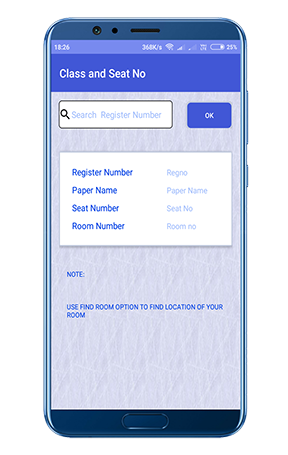 18:26 368K/s 25%
Class and Seat No
Search Register Number OK
Register Number Regno
Paper Name Paper Name
Seat Number Seat No
Room Number Room no
NOTE:
USE FIND ROOM OPTION TO FIND LOCATION OF YOUR
ROOM